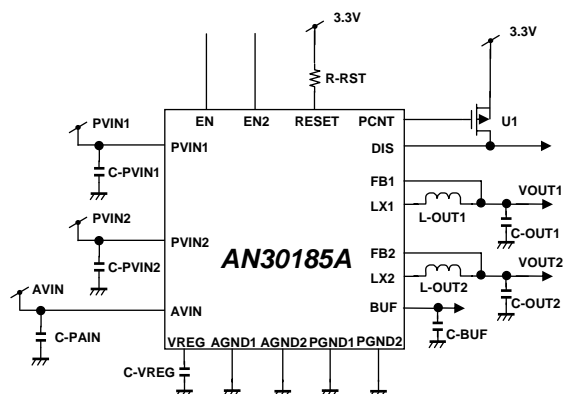 3.3V
3.3V
R-RST
EN
EN2
RESET
PCNT
U1
PVIN1
PVIN1
DIS
C-PVIN1
FB1
LX1
VOUT1
L-OUT1
C-OUT1
PVIN2
PVIN2
C-PVIN2
AN30185A
FB2
VOUT2
LX2
L-OUT2
C-OUT2
AVIN
AVIN
BUF
C-PAIN
C-BUF
VREG
AGND1
AGND2
PGND1
PGND2
C-VREG